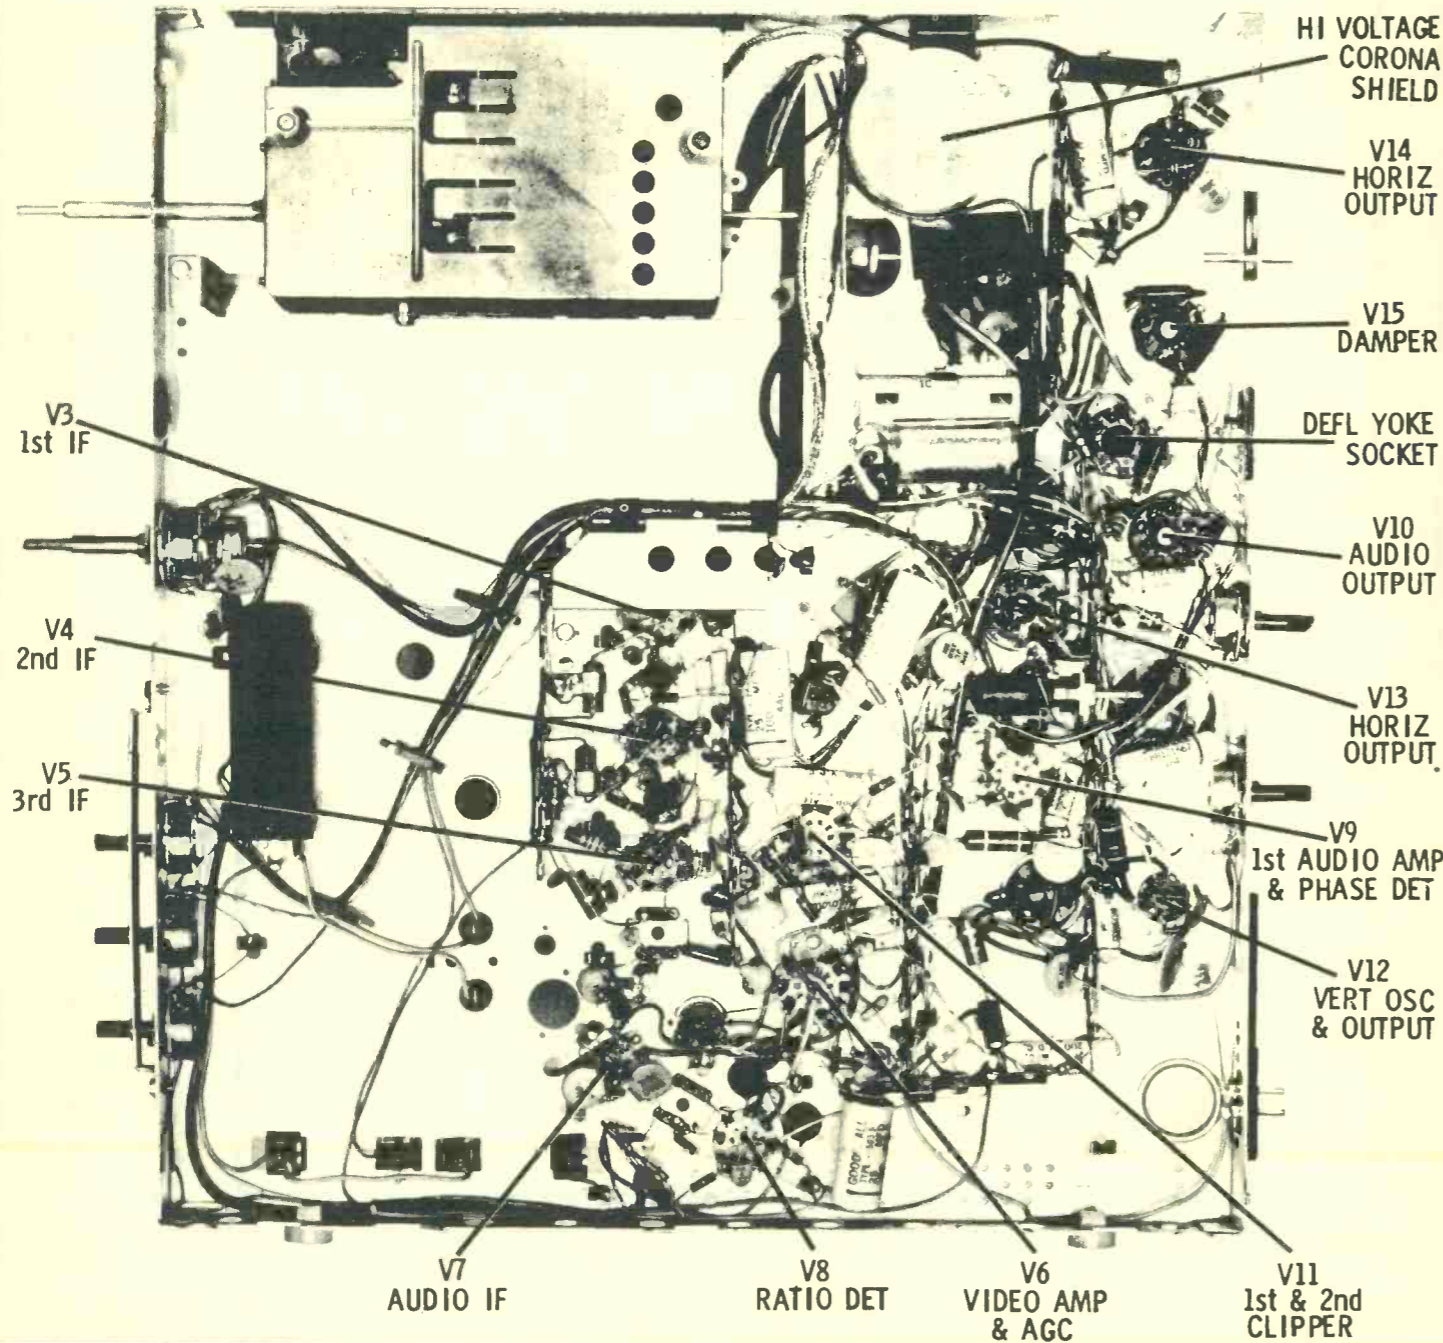 HI VOLTAGE
CORONA
SHIELD
V14
HORIZ
OUTPUT
V15
DAMPER
V3
1st IF
DEFL YOKE
SOCKET
V10
AUDIO
OUTPUT
V4
2nd IF
V13
HORIZ
OUTPUT
V5
3rd IF
V9
1st AUDIO AMP
& PHASE DET
V12
VERT OSC
& OUTPUT
GOOD ALL
V7
AUDIO IF
V8
RATIO DET
V6
VIDEO AMP
& AGC
V11
1st & 2nd
CLIPPER